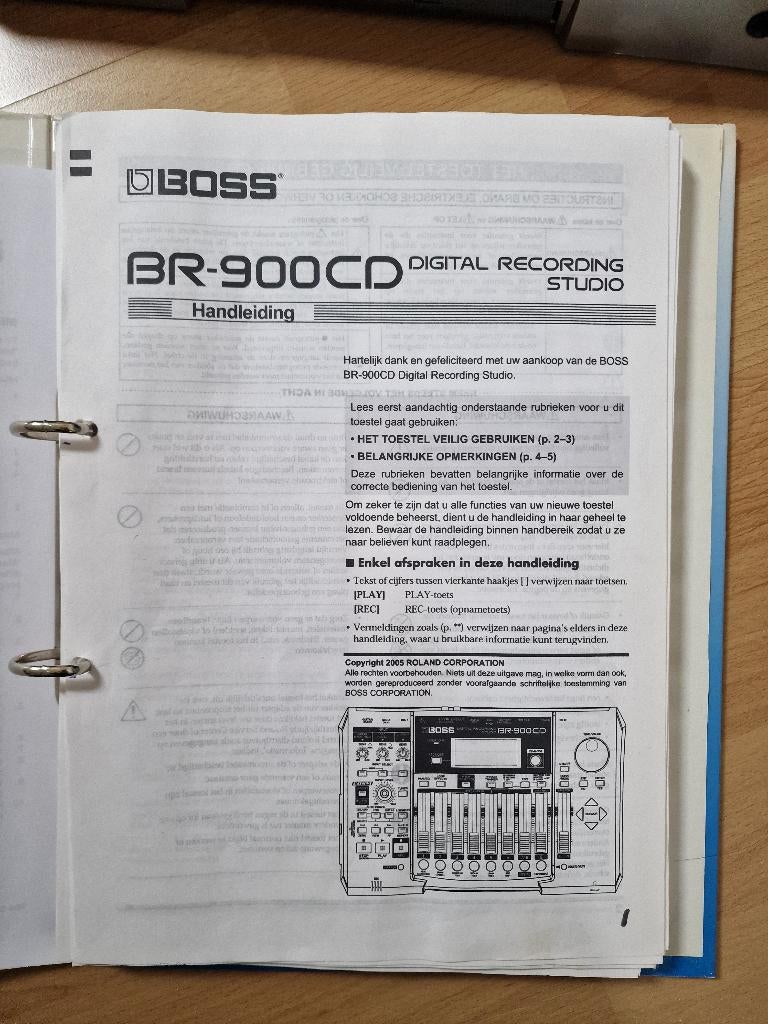 BOSS®
BR-900CD DIGITAL RECORDING
STUDIO
Handleiding
Hartelijk dank en gefeliciteerd met uw aankoop van de BOSS
BR-900CD Digital Recording Studio.
Lees eerst aandachtig onderstaande rubrieken voor u dit
toestel gaat gebruiken:
• HET TOESTEL VEILIG GEBRUIKEN (p. 2–3)
• BELANGRIJKE OPMERKINGEN (p. 4–5)
Deze rubrieken bevatten belangrijke informatie over de
correcte bediening van het toestel.
Om zeker te zijn dat u alle functies van uw nieuwe toestel
voldoende beheerst, dient u de handleiding in haar geheel te
lezen. Bewaar de handleiding binnen handbereik zodat u ze
naar believen kunt raadplegen.
■ Enkel afspraken in deze handleiding
• Tekst of cijfers tussen vierkante haakjes [ ] verwijzen naar toetsen.
[PLAY] PLAY-toets
[REC] REC-toets (opnametoets)
• Vermeldingen zoals (p. **) verwijzen naar pagina's elders in deze
handleiding, waar u bruikbare informatie kunt terugvinden.
Copyright 2005 ROLAND CORPORATION
Alle rechten voorbehouden. Niets uit deze uitgave mag, in welke vorm dan ook,
worden gereproduceerd zonder voorafgaande schriftelijke toestemming van
BOSS CORPORATION.
BOSS BR-900CD
STOP PLAY
1